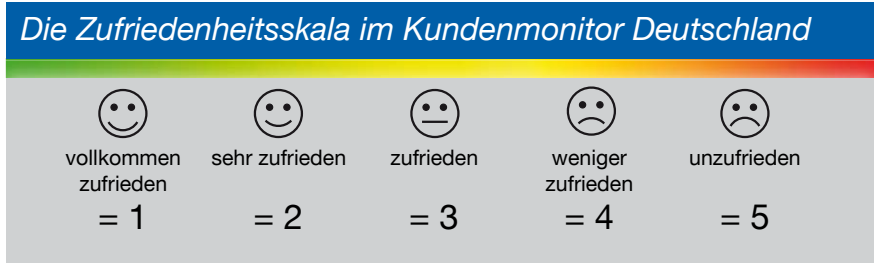 Die Zufriedenheitsskala im Kundenmonitor Deutschland
vollkommen
zufrieden
= 1
sehr zufrieden
= 2
zufrieden
= 3
weniger
zufrieden
= 4
unzufrieden
= 5